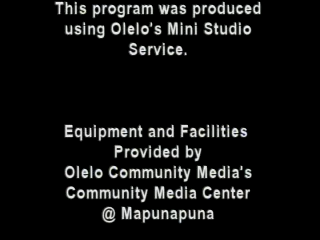 This program was produced
using Olelo's Mini Studio
Service.
Equipment and Facilities
Provided by
Olelo Community Media's
Community Media Center
@ Mapunapuna